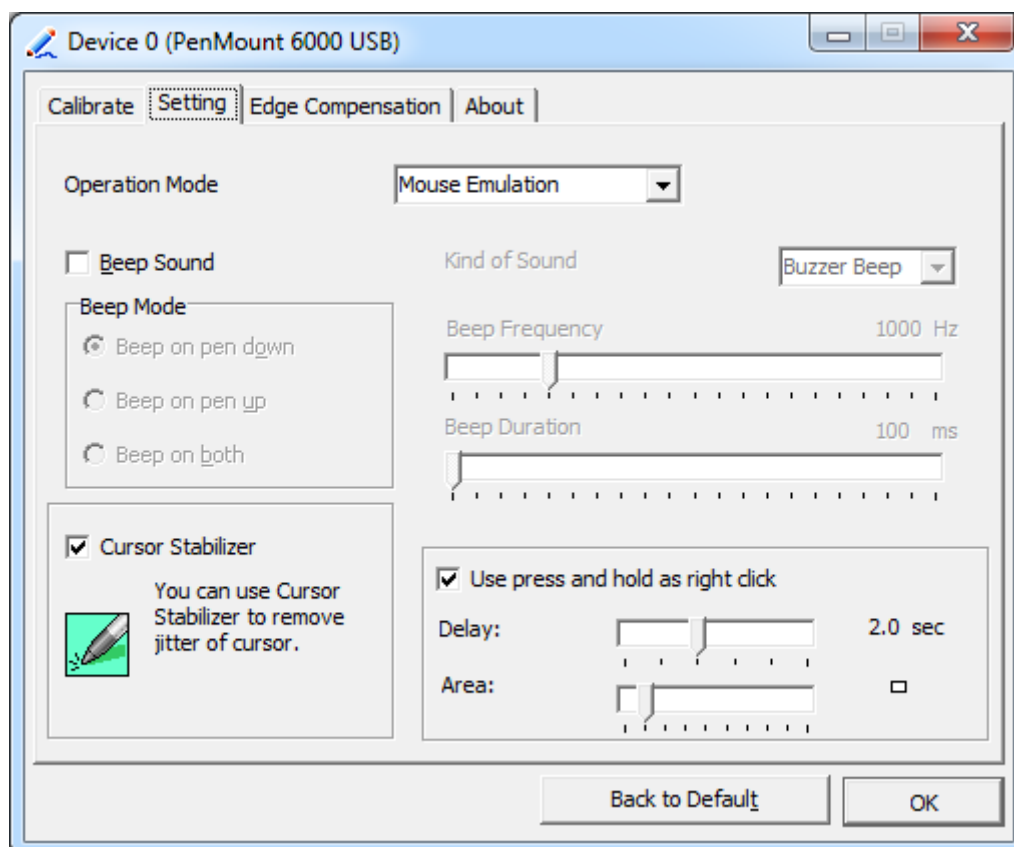 Device 0 (PenMount 6000 USB)
Calibrate Setting Edge Compensation About
Operation Mode Mouse Emulation
Beep Sound Kind of Sound Buzzer Beep
Beep Mode
Beep on pen down
Beep on pen up
Beep on both
Beep Frequency 1000 Hz
Beep Duration 100 ms
Cursor Stabilizer
You can use Cursor
Stabilizer to remove
jitter of cursor.
Use press and hold as right click
Delay: 2.0 sec
Area:
Back to Default OK